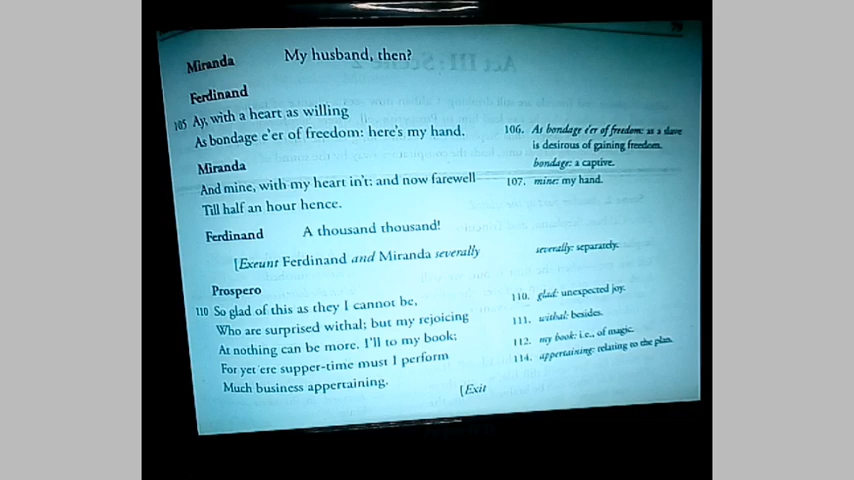 Miranda My husband, then?
Ferdinand
105 Ay, with a heart as willing
As bondage e'er of freedom: here's my hand.
106. As bondage e'er of freedom: as a slave
is desirous of gaining freedom.
bondage: a captive.
Miranda
And mine, with my heart in't: and now farewell
107. mine: my hand.
Till half an hour hence.
Ferdinand A thousand thousand!
[Exeunt Ferdinand and Miranda severally
severally: separately.
Prospero
110 So glad of this as they I cannot be,
110. glad: unexpected joy.
Who are surprised withal; but my rejoicing
111. withal: besides.
At nothing can be more. I'll to my book;
112. my book: i.e., of magic.
For yet ere supper-time must I perform
114. appertaining: relating to the plan.
Much business appertaining.
[Exit